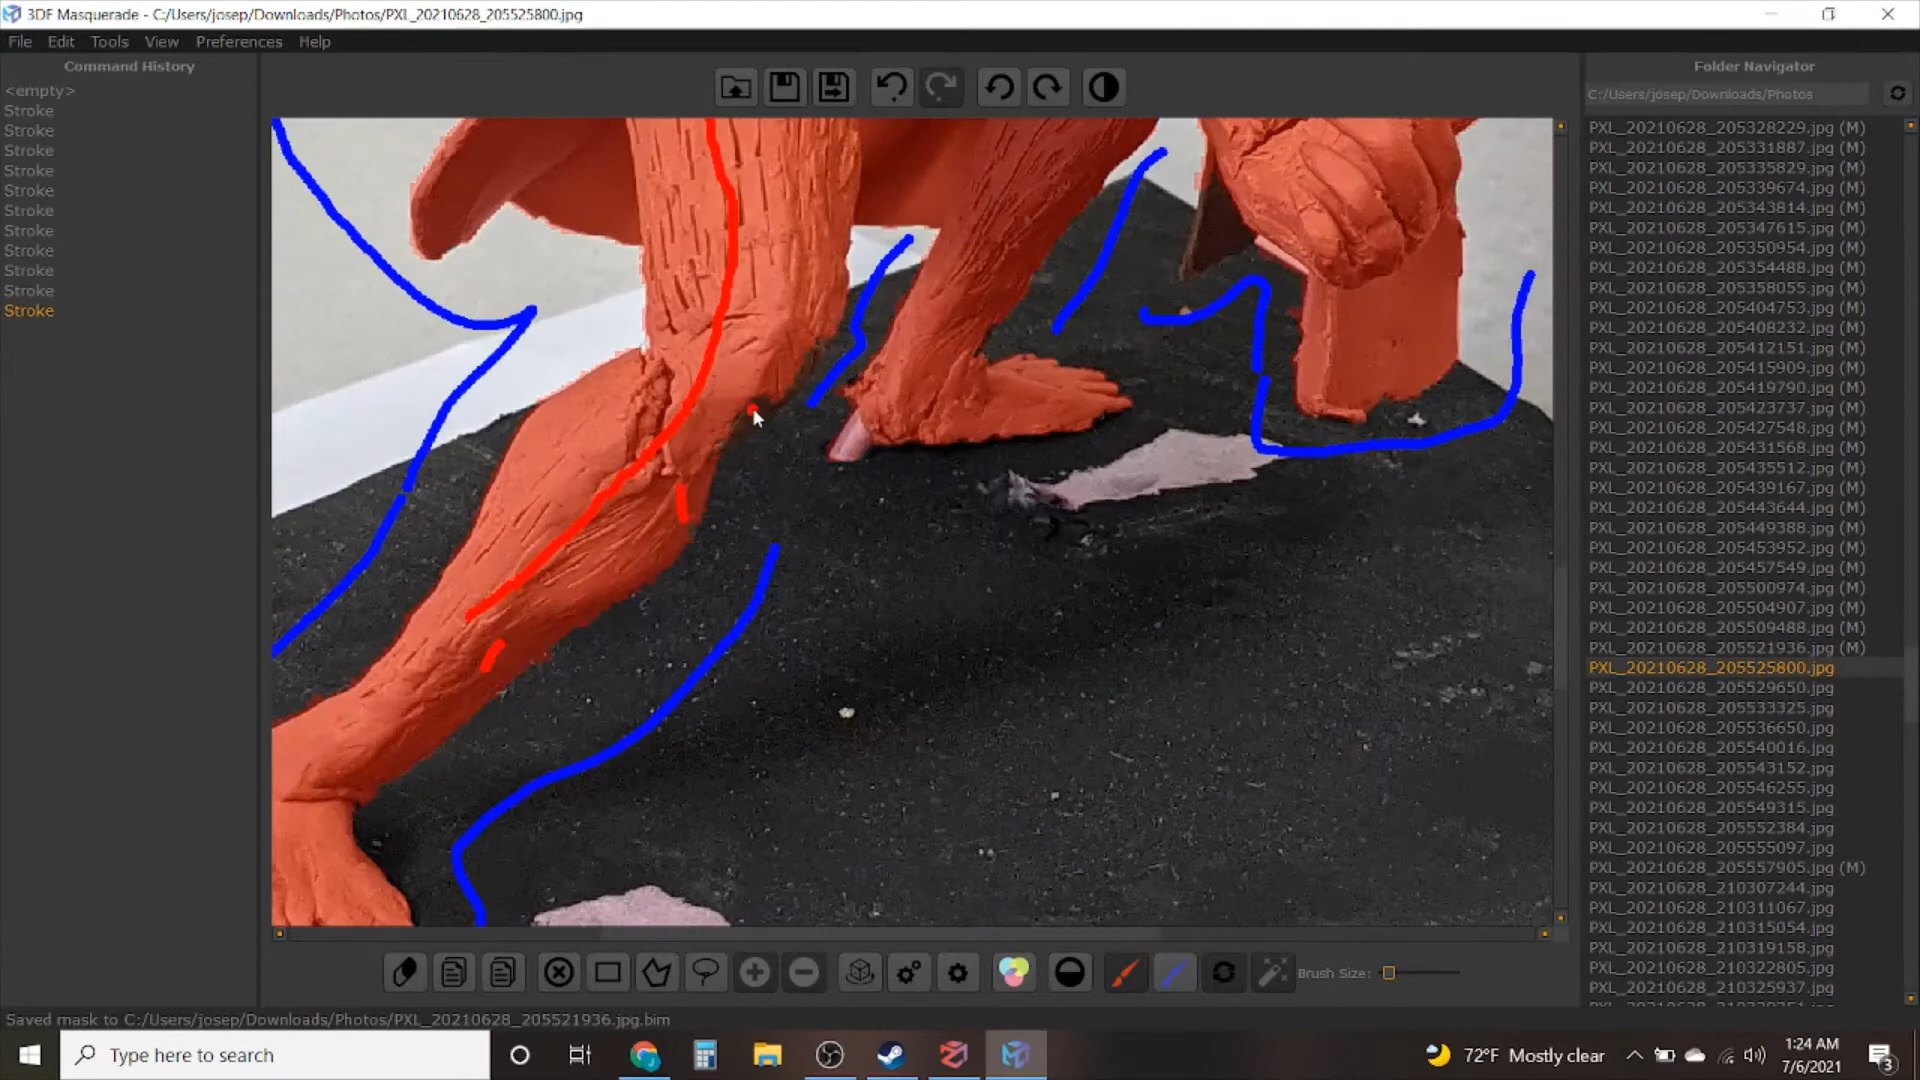 3DF Masquerade - C:/Users/josep/Downloads/Photos/PXL_20210628_205525800.jpg
File Edit Tools View Preferences Help
Command History
<empty>
Stroke
Stroke
Stroke
Stroke
Stroke
Stroke
Stroke
Stroke
Stroke
Stroke
Stroke
Folder Navigator
C:/Users/josep/Downloads/Photos
PXL_20210628_205328229.jpg (M)
PXL_20210628_205331887.jpg (M)
PXL_20210628_205335829.jpg (M)
PXL_20210628_205339674.jpg (M)
PXL_20210628_205343814.jpg (M)
PXL_20210628_205347615.jpg (M)
PXL_20210628_205350954.jpg (M)
PXL_20210628_205354488.jpg (M)
PXL_20210628_205358055.jpg (M)
PXL_20210628_205404753.jpg (M)
PXL_20210628_205408232.jpg (M)
PXL_20210628_205412151.jpg (M)
PXL_20210628_205415909.jpg (M)
PXL_20210628_205419790.jpg (M)
PXL_20210628_205423737.jpg (M)
PXL_20210628_205427548.jpg (M)
PXL_20210628_205431568.jpg (M)
PXL_20210628_205435512.jpg (M)
PXL_20210628_205439167.jpg (M)
PXL_20210628_205443644.jpg (M)
PXL_20210628_205449388.jpg (M)
PXL_20210628_205453952.jpg (M)
PXL_20210628_205457549.jpg (M)
PXL_20210628_205500974.jpg (M)
PXL_20210628_205504907.jpg (M)
PXL_20210628_205509488.jpg (M)
PXL_20210628_205521936.jpg (M)
PXL_20210628_205525800.jpg
PXL_20210628_205529650.jpg
PXL_20210628_205533325.jpg
PXL_20210628_205536650.jpg
PXL_20210628_205540016.jpg
PXL_20210628_205543152.jpg
PXL_20210628_205546255.jpg
PXL_20210628_205549315.jpg
PXL_20210628_205552384.jpg
PXL_20210628_205555097.jpg
PXL_20210628_205557905.jpg (M)
PXL_20210628_210307244.jpg
PXL_20210628_210311067.jpg
PXL_20210628_210315054.jpg
PXL_20210628_210319158.jpg
PXL_20210628_210322805.jpg
PXL_20210628_210325937.jpg
Brush Size:
Saved mask to C:/Users/josep/Downloads/Photos/PXL_20210628_205521936.jpg.bim
Type here to search
72°F Mostly clear
1:24 AM
7/6/2021
3